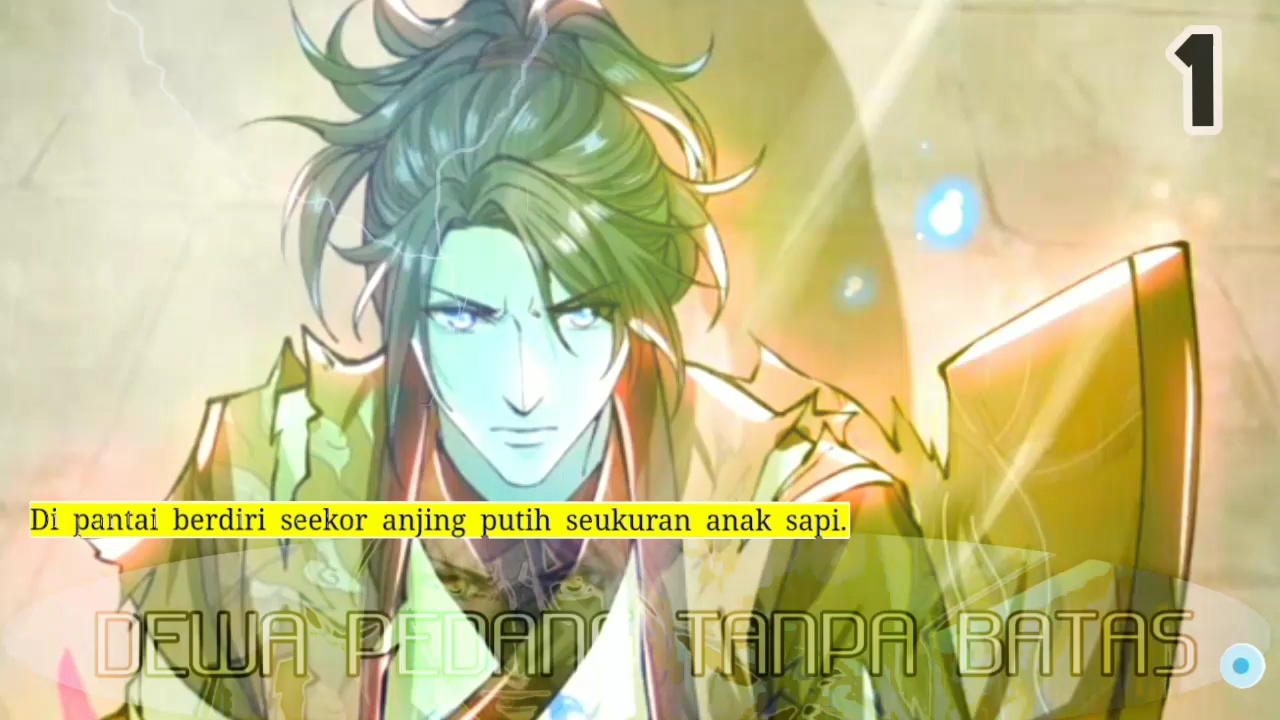 1
Di pantai berdiri seekor anjing putih seukuran anak sapi.
DEWA PEDANG TANPA BATAS